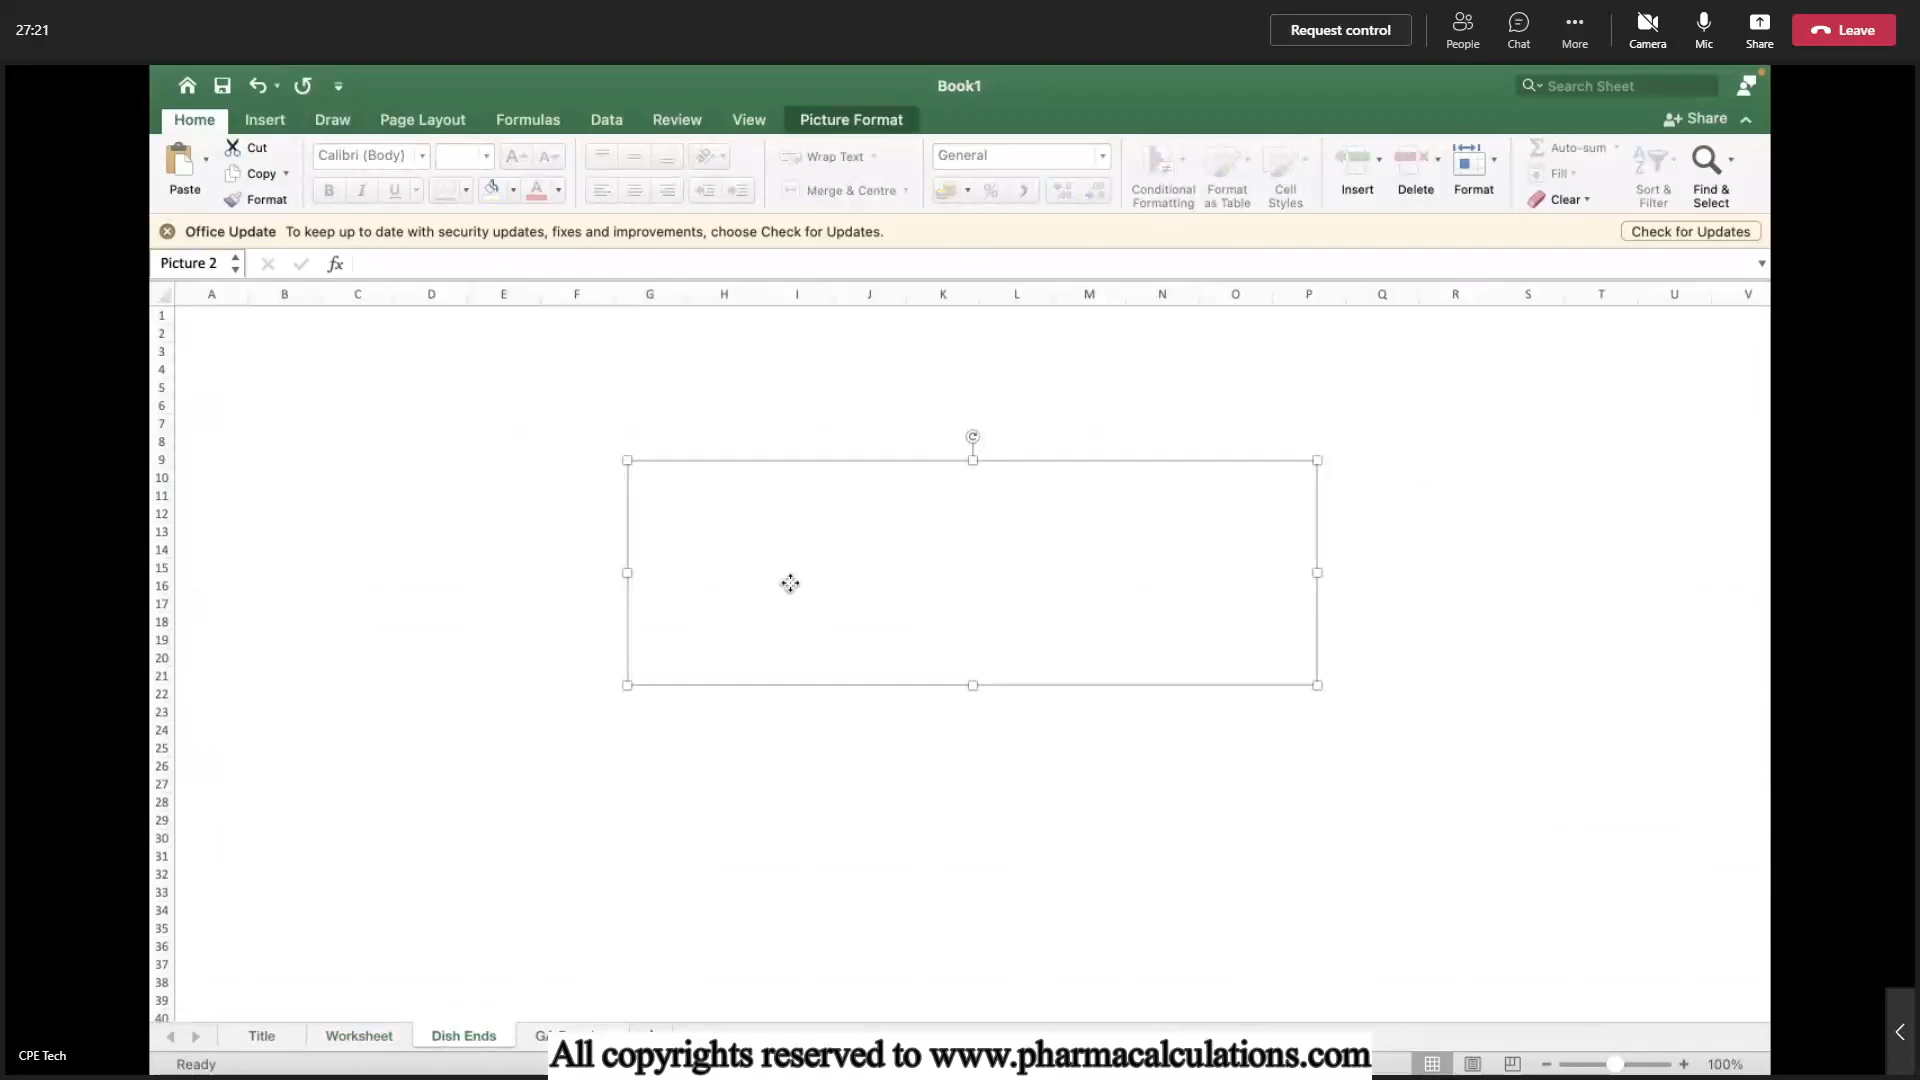 27:21
Request control
People
Chat
More
Camera
Mic
Share
Leave
Book1
Search Sheet
Home
Insert
Draw
Page Layout
Formulas
Data
Review
View
Picture Format
Share
Paste
Cut
Copy
Format
Calibri (Body)
A
A
B
I
U
A
Wrap Text
Merge & Centre
General
%
Conditional
Formatting
Format
as Table
Cell
Styles
Insert
Delete
Format
Auto-sum
Fill
Clear
Sort &
Filter
Find &
Select
Office Update To keep up to date with security updates, fixes and improvements, choose Check for Updates.
Check for Updates
Picture 2
fx
A B C D E F G H I J K L M N O P Q R S T U V
1
2
3
4
5
6
7
8
9
10
11
12
13
14
15
16
17
18
19
20
21
22
23
24
25
26
27
28
29
30
31
32
33
34
35
36
37
38
39
40
Title
Worksheet
Dish Ends
CPE Tech
Ready
All copyrights reserved to www.pharmacalculations.com
100%